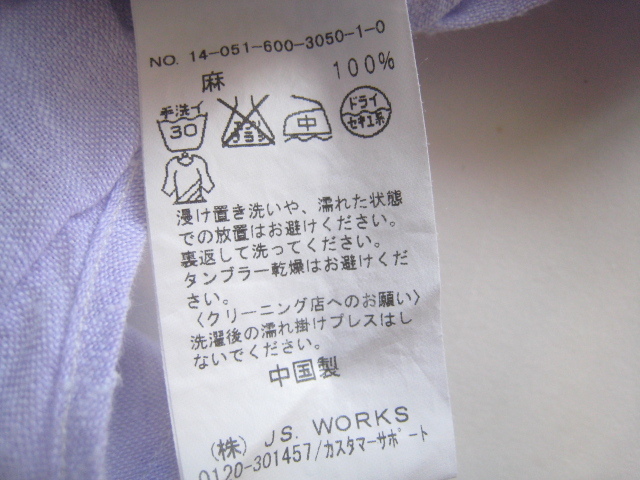 NO. 14-051-600-3050-1-0
麻 100%
手洗イ
30
エンソ
サラシ
中
ドライ
セキユ系
浸け置き洗いや、濡れた状態
での放置はお避けください。
裏返して洗ってください。
タンブラー乾燥はお避けくだ
さい。
〈クリーニング店へのお願い〉
洗濯後の濡れ掛けプレスはし
ないでください。
中国製
(株) J.S. WORKS
0120-301457/カスタマーサポート